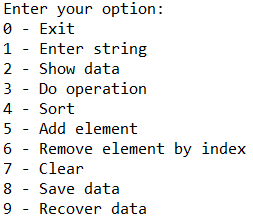 Enter your option:
0 - Exit
1 - Enter string
2 - Show data
3 - Do operation
4 - Sort
5 - Add element
6 - Remove element by index
7 - Clear
8 - Save data
9 - Recover data